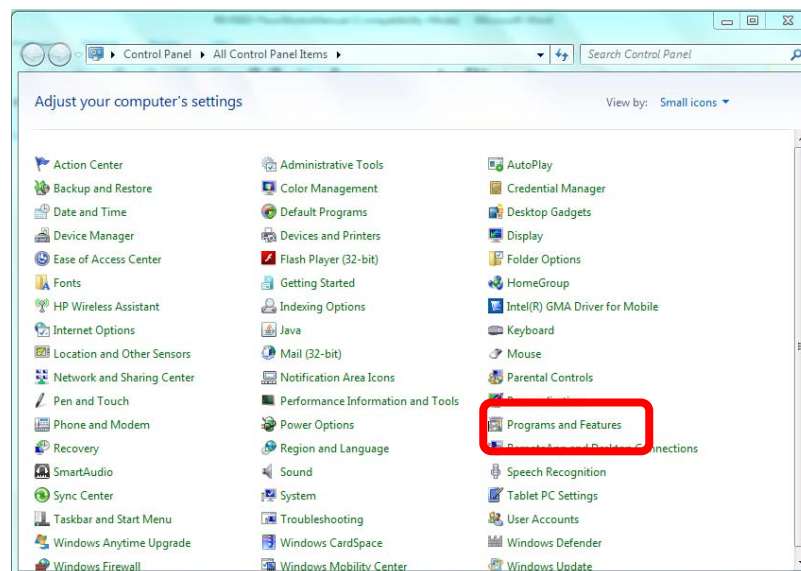 Control Panel ▸ All Control Panel Items ▸
Search Control Panel
Adjust your computer's settings
View by: Small icons
Action Center Administrative Tools AutoPlay
Backup and Restore Color Management Credential Manager
Date and Time Default Programs Desktop Gadgets
Device Manager Devices and Printers Display
Ease of Access Center Flash Player (32-bit) Folder Options
Fonts Getting Started HomeGroup
HP Wireless Assistant Indexing Options Intel(R) GMA Driver for Mobile
Internet Options Java Keyboard
Location and Other Sensors Mail (32-bit) Mouse
Network and Sharing Center Notification Area Icons Parental Controls
Pen and Touch Performance Information and Tools
Phone and Modem Power Options Programs and Features
Recovery Region and Language RemoteApp and Desktop Connections
SmartAudio Sound Speech Recognition
Sync Center System Tablet PC Settings
Taskbar and Start Menu Troubleshooting User Accounts
Windows Anytime Upgrade Windows CardSpace Windows Defender
Windows Firewall Windows Mobility Center Windows Update